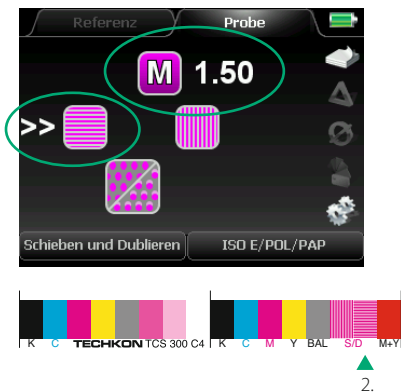 Referenz Probe
M 1.50
>>
Schieben und Dublieren ISO E/POL/PAP
K C TECHKON TCS 300 C4 K C M Y BAL S/D M+Y
2.